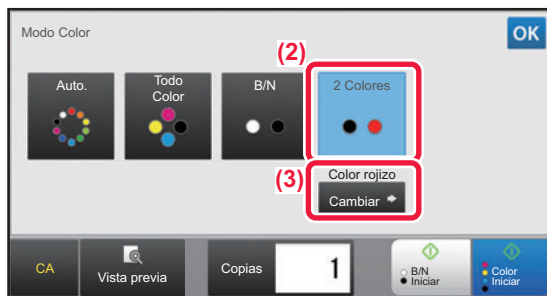 Modo Color
OK
(2)
Auto.
Todo
Color
B/N
2 Colores
(3)
Color rojizo
Cambiar
CA
Vista previa
Copias
1
B/N
Iniciar
Color
Iniciar